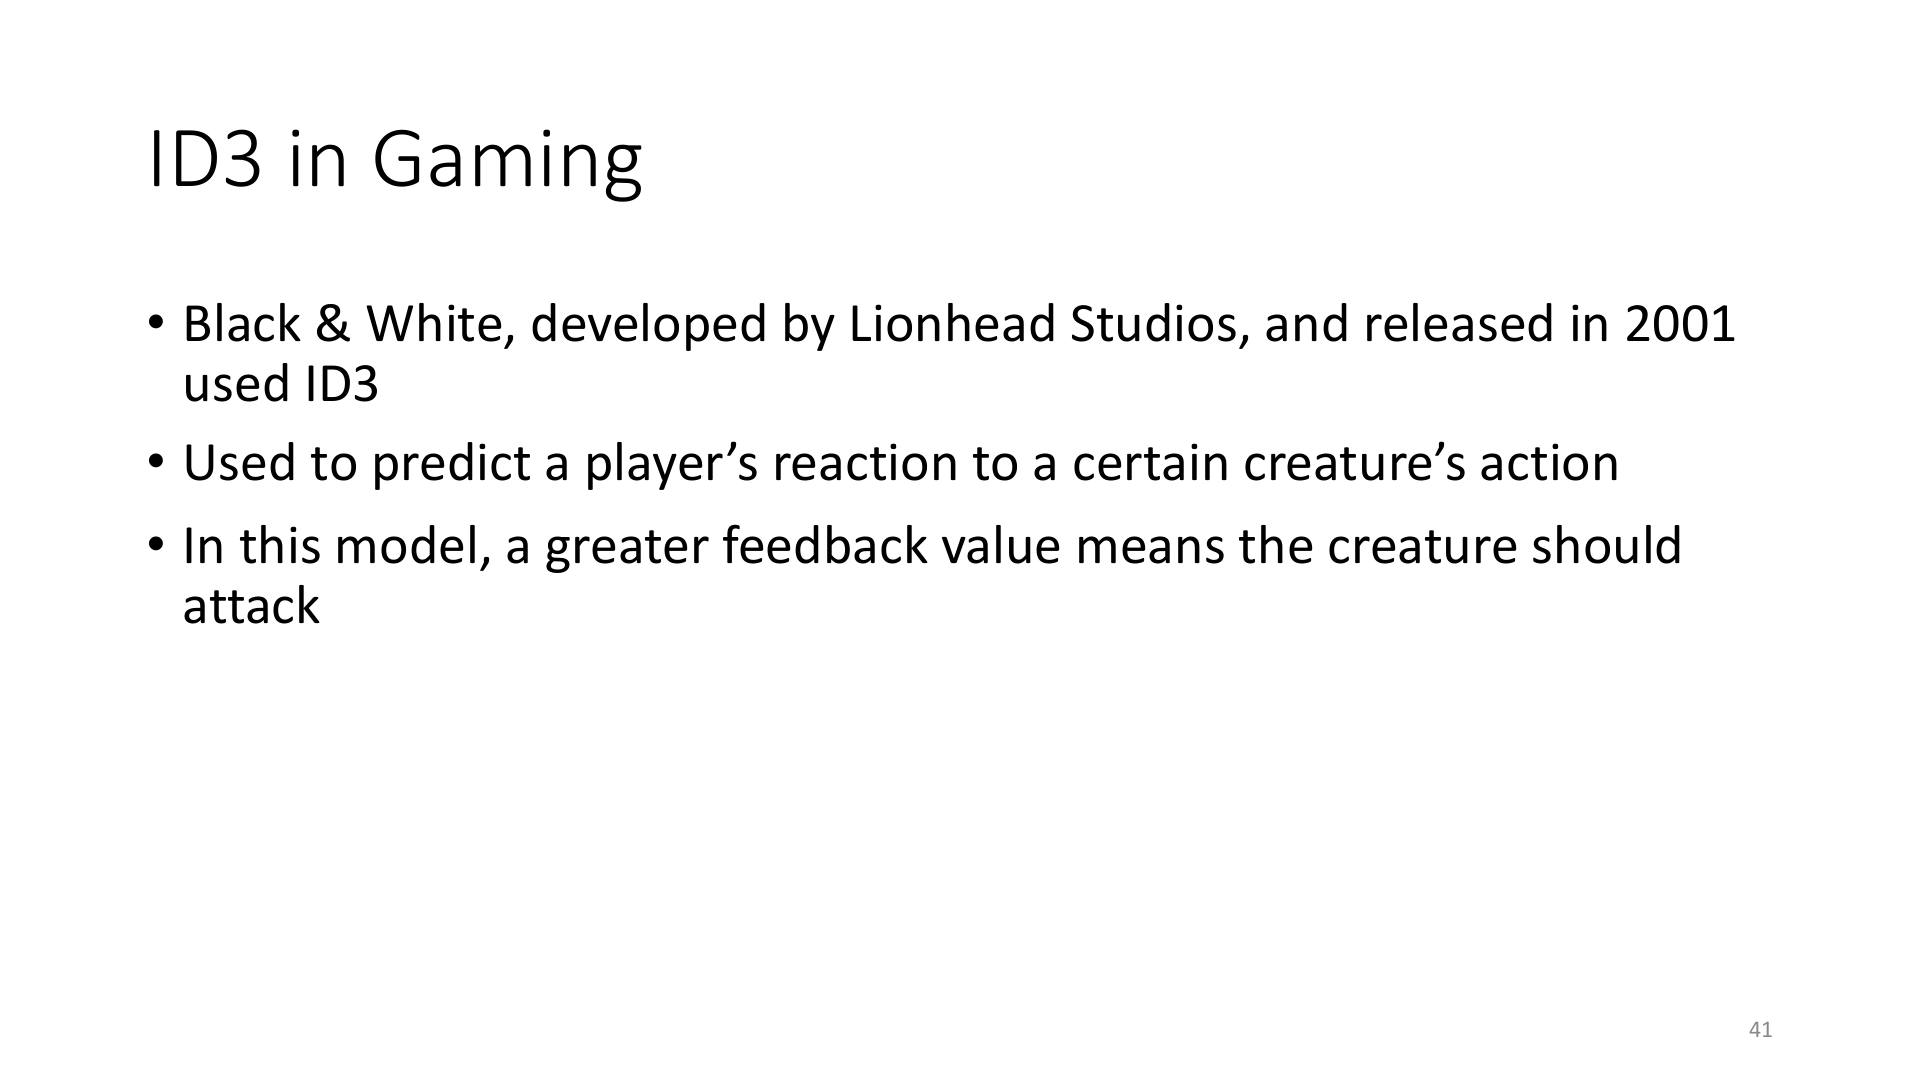 ID3 in Gaming
• Black & White, developed by Lionhead Studios, and released in 2001
used ID3
• Used to predict a player’s reaction to a certain creature’s action
• In this model, a greater feedback value means the creature should
attack
41